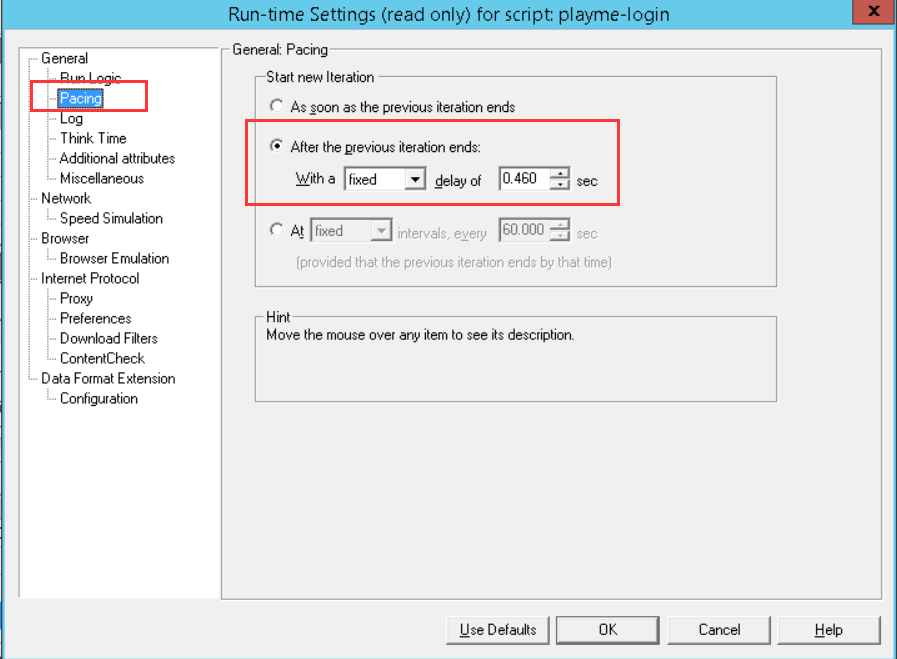 Run-time Settings (read only) for script: playme-login
x
General
Run Logic
Pacing
Log
Think Time
Additional attributes
Miscellaneous
Network
Speed Simulation
Browser
Browser Emulation
Internet Protocol
Proxy
Preferences
Download Filters
ContentCheck
Data Format Extension
Configuration
General: Pacing
Start new Iteration
As soon as the previous iteration ends
After the previous iteration ends:
With a fixed delay of 0.460 sec
At fixed intervals, every 60.000 sec
(provided that the previous iteration ends by that time)
Hint
Move the mouse over any item to see its description.
Use Defaults OK Cancel Help